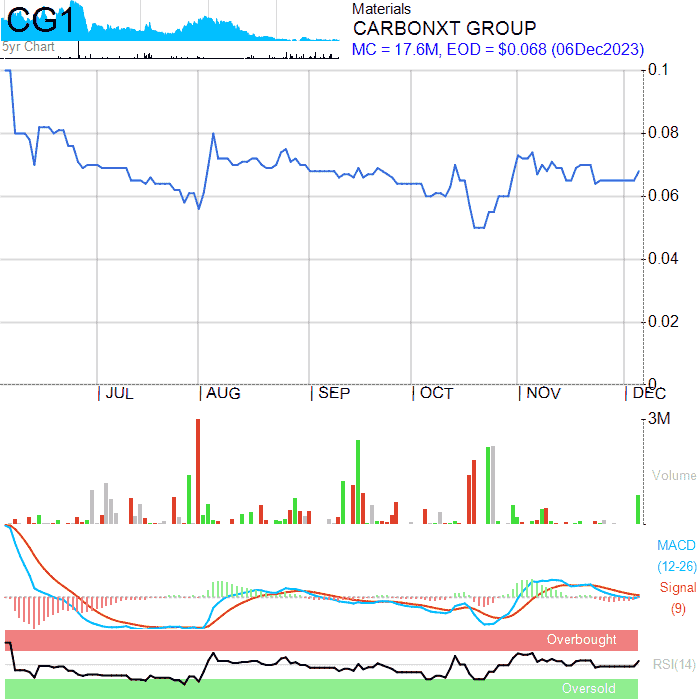 CG1
5yr Chart
Materials
CARBONXT GROUP
MC = 17.6M, EOD = $0.068 (06Dec2023)
0.1
0.08
0.06
0.04
0.02
0
JUL AUG SEP OCT NOV DEC
3M
Volume
MACD
(12-26)
Signal
(9)
Overbought
RSI(14)
Oversold